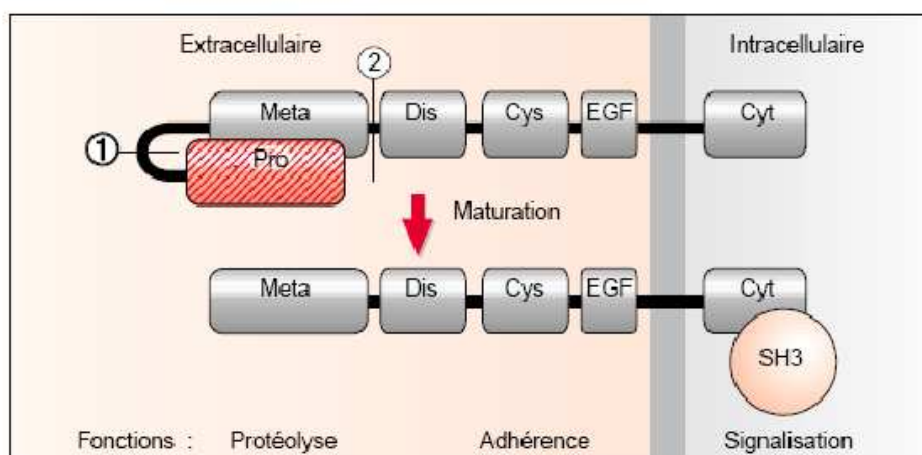 Extracellulaire Intracellulaire
②
Meta Dis Cys EGF Cyt
①
Pro
Maturation
Meta Dis Cys EGF Cyt
SH3
Fonctions : Protéolyse Adhérence Signalisation